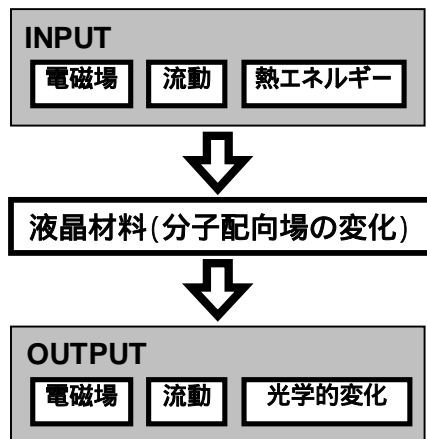 INPUT
電磁場 流動 熱エネルギー
液晶材料(分子配向場の変化)
OUTPUT
電磁場 流動 光学的変化